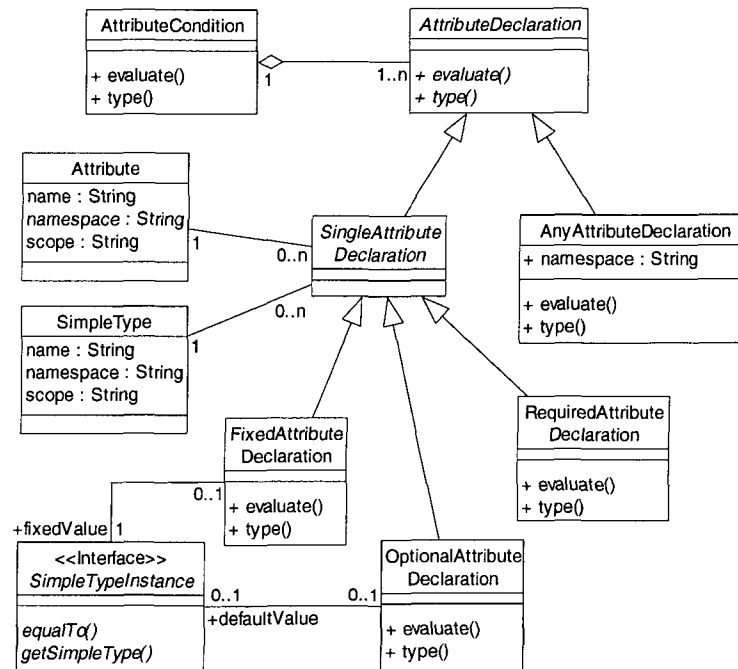 AttributeCondition
+ evaluate()
+ type()
1
1..n
AttributeDeclaration
+ evaluate()
+ type()
Attribute
name : String
namespace : String
scope : String
1
0..n
SingleAttribute
Declaration
AnyAttributeDeclaration
+ namespace : String
+ evaluate()
+ type()
SimpleType
name : String
namespace : String
scope : String
1
0..n
FixedAttribute
Declaration
+ evaluate()
+ type()
RequiredAttribute
Declaration
+ evaluate()
+ type()
0..1
+fixedValue
1
<<Interface>>
SimpleTypeInstance
equalTo()
getSimpleType()
0..1
+defaultValue
0..1
OptionalAttribute
Declaration
+ evaluate()
+ type()